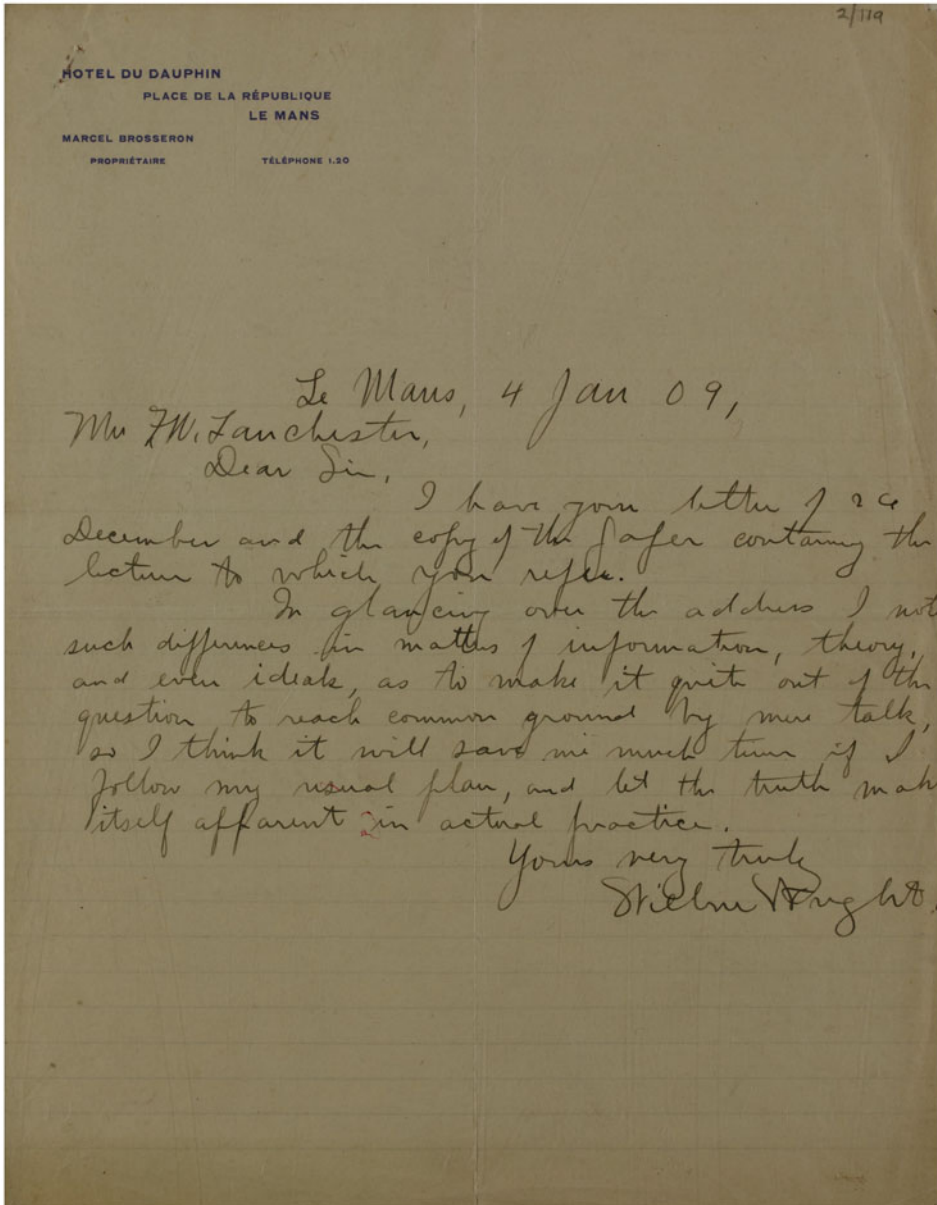 2/119
HOTEL DU DAUPHIN
PLACE DE LA RÉPUBLIQUE
LE MANS
MARCEL BROSSERON
PROPRIÉTAIRE TÉLÉPHONE 1.20
Le Mans, 4 Jan 09,
Mr F.W. Lanchester,
Dear Sir,
I have your letter of
December and the copy of the paper containing the
lecture to which you refer.
In glancing over the address I note
such differences in matters of information, theory,
and even ideals, as to make it quite out of the
question to reach common ground by mere talk,
so I think it will save me much time if I
follow my usual plan, and let the truth make
itself apparent in actual practice.
Yours very truly
Wilbur Wright.